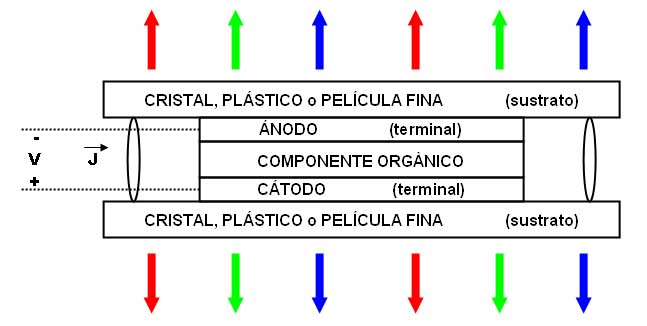 CRISTAL, PLÁSTICO o PELÍCULA FINA (sustrato)
ÁNODO (terminal)
-
V J
COMPONENTE ORGÁNICO
+
CÁTODO (terminal)
CRISTAL, PLÁSTICO o PELÍCULA FINA (sustrato)